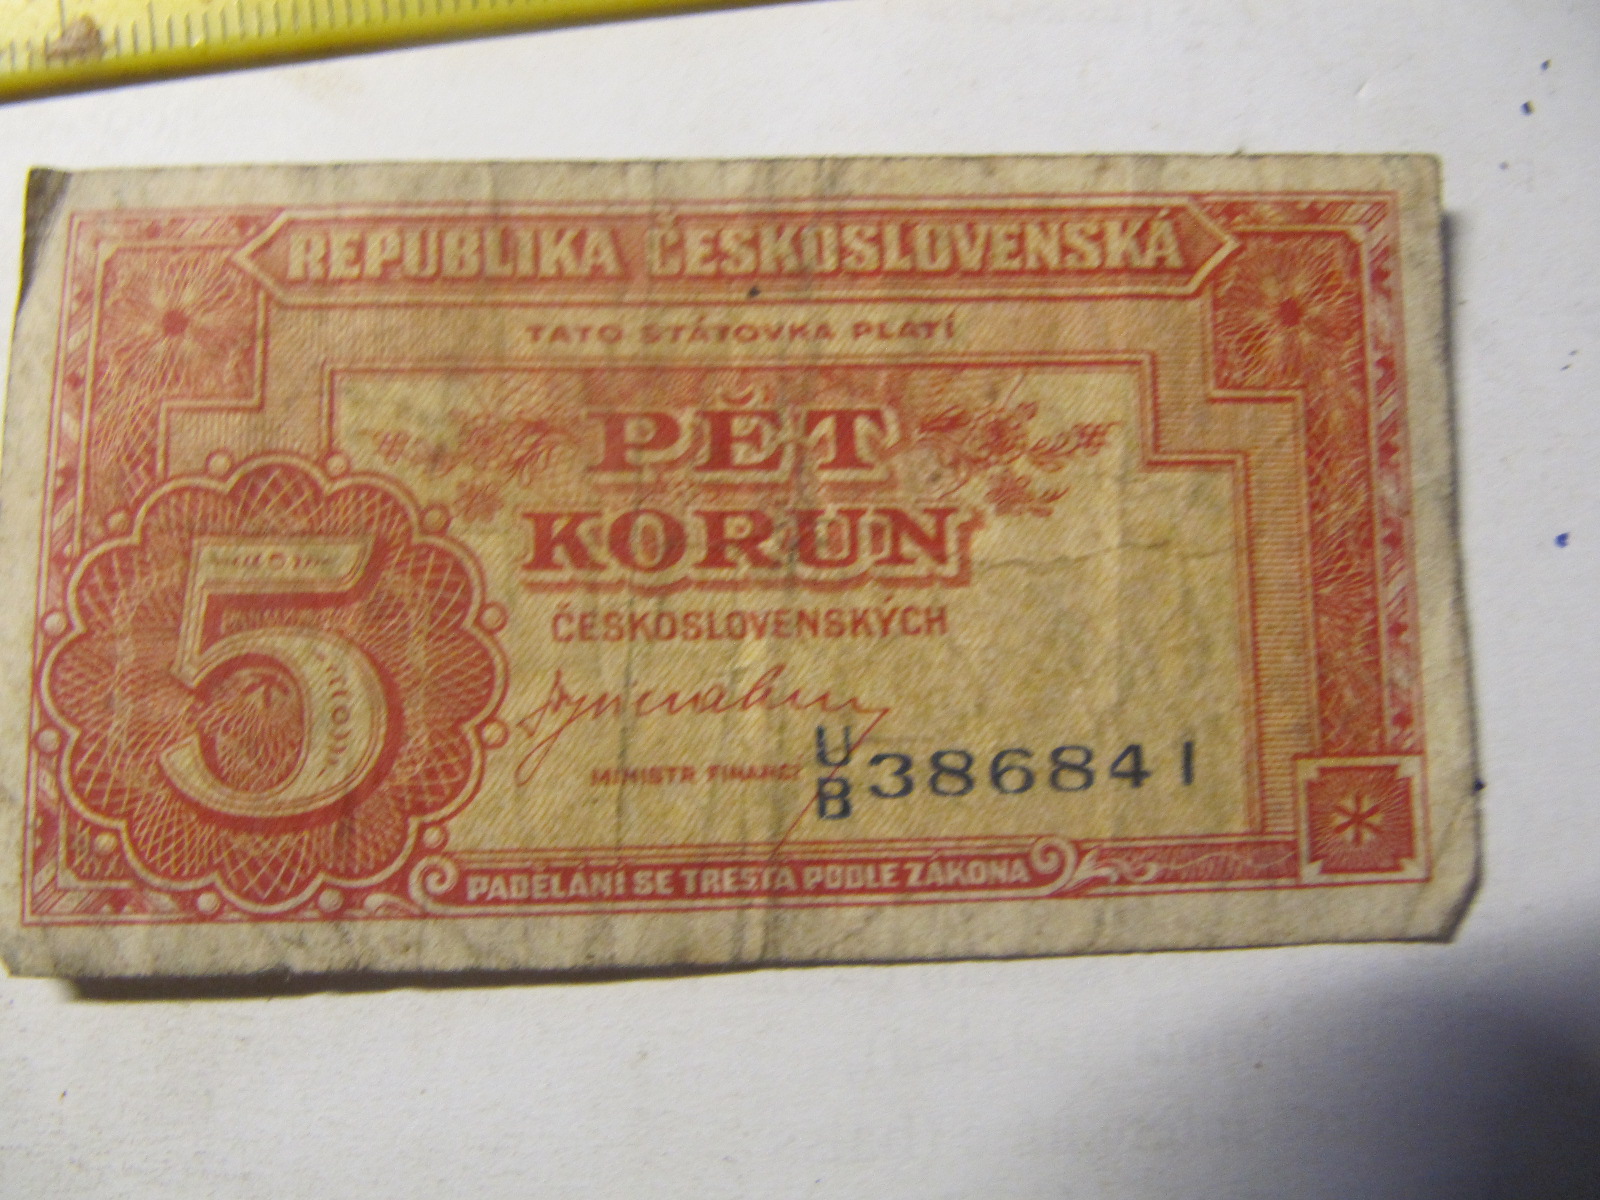 REPUBLIKA ČESKOSLOVENSKÁ
TATO STÁTOVKA PLATÍ
PĚT
KORUN
ČESKOSLOVENSKÝCH
5
MINISTR FINANCÍ
U
B 386841
PADĚLÁNÍ SE TRESTÁ PODLE ZÁKONA